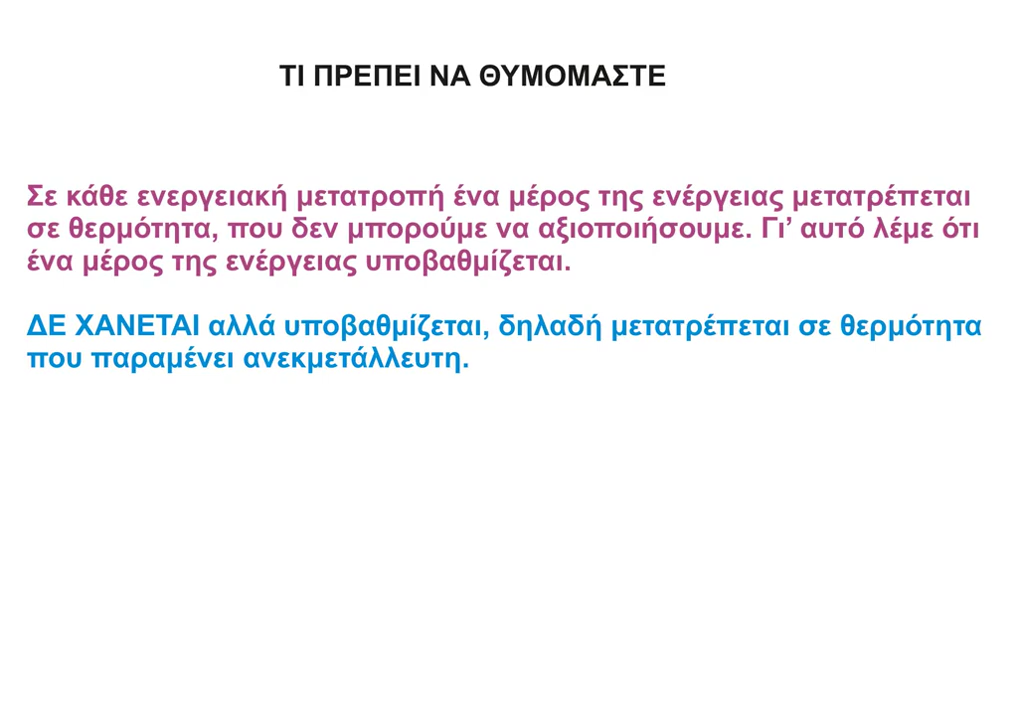 ΤΙ ΠΡΕΠΕΙ ΝΑ ΘΥΜΟΜΑΣΤΕ
Σε κάθε ενεργειακή μετατροπή ένα μέρος της ενέργειας μετατρέπεται
σε θερμότητα, που δεν μπορούμε να αξιοποιήσουμε. Γι’ αυτό λέμε ότι
ένα μέρος της ενέργειας υποβαθμίζεται.
ΔΕ ΧΑΝΕΤΑΙ αλλά υποβαθμίζεται, δηλαδή μετατρέπεται σε θερμότητα
που παραμένει ανεκμετάλλευτη.